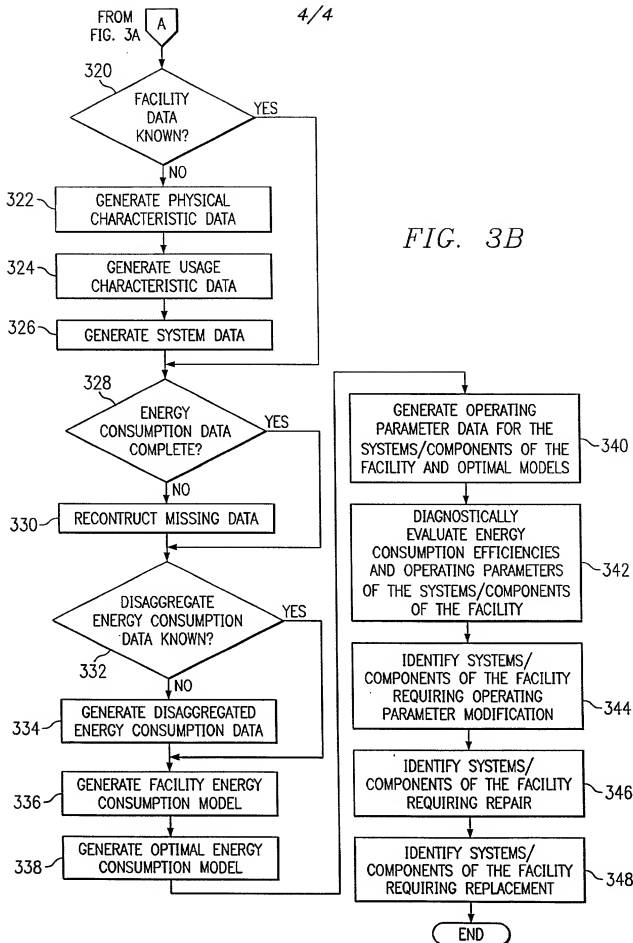 4/4
FROM
FIG. 3A
A
320
FACILITY
DATA
KNOWN?
YES
NO
322
GENERATE PHYSICAL
CHARACTERISTIC DATA
324
GENERATE USAGE
CHARACTERISTIC DATA
326
GENERATE SYSTEM DATA
328
ENERGY
CONSUMPTION DATA
COMPLETE?
YES
NO
330
RECONTRUCT MISSING DATA
DISAGGREGATE
ENERGY CONSUMPTION
DATA KNOWN?
YES
332
NO
334
GENERATE DISAGGREGATED
ENERGY CONSUMPTION DATA
336
GENERATE FACILITY ENERGY
CONSUMPTION MODEL
338
GENERATE OPTIMAL ENERGY
CONSUMPTION MODEL
FIG. 3B
GENERATE OPERATING
PARAMETER DATA FOR THE
SYSTEMS/COMPONENTS OF THE
FACILITY AND OPTIMAL MODELS
340
DIAGNOSTICALLY
EVALUATE ENERGY
CONSUMPTION EFFICIENCIES
AND OPERATING PARAMETERS
OF THE SYSTEMS/COMPONENTS
OF THE FACILITY
342
IDENTIFY SYSTEMS/
COMPONENTS OF THE FACILITY
REQUIRING OPERATING
PARAMETER MODIFICATION
344
IDENTIFY SYSTEMS/
COMPONENTS OF THE FACILITY
REQUIRING REPAIR
346
IDENTIFY SYSTEMS/
COMPONENTS OF THE FACILITY
REQUIRING REPLACEMENT
348
END